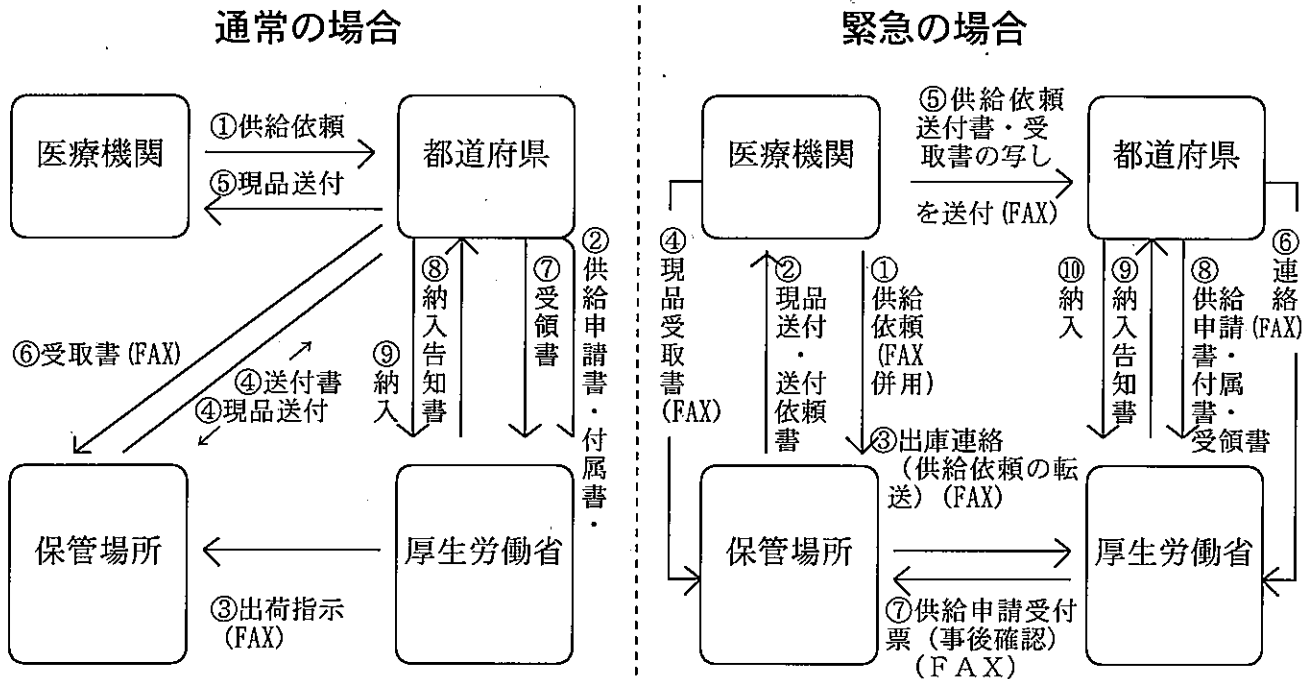 通常の場合
医療機関
①供給依頼
⑤現品送付
都道府県
②供給申請書・付属書・
⑦受領書
⑧納入告知書
⑨納入
⑥受取書(FAX)
④送付書
④現品送付
保管場所
③出荷指示
(FAX)
厚生労働省
緊急の場合
医療機関
⑤供給依頼
送付書・受
取書の写し
を送付(FAX)
都道府県
④現品受取書(FAX)
②現品
送付・送付
依頼
書
①供給
依頼
(FAX
併用)
⑩納入
⑨納入告知書
⑧供給
申請
書・
付属
書・
受領書
⑥連絡
(FAX)
③出庫連絡
(供給依頼の転
送)(FAX)
保管場所
厚生労働省
⑦供給申請受付
票(事後確認)
(FAX)